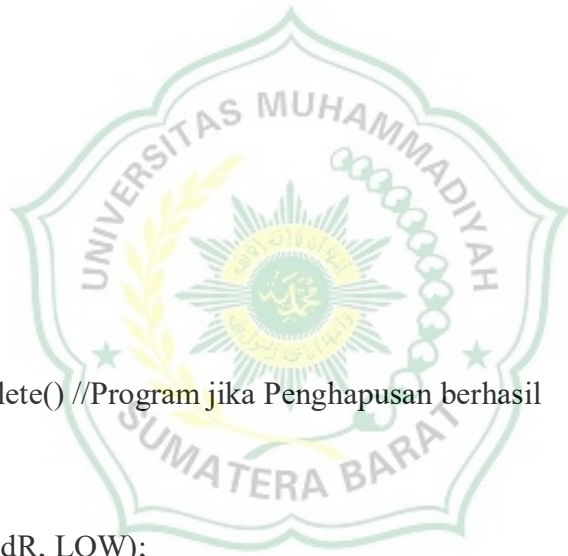 UNIVERSITAS MUHAMMADIYAH
lete() //Program jika Penghapusan berhasil
SUMATERA BARAT
dR, LOW);